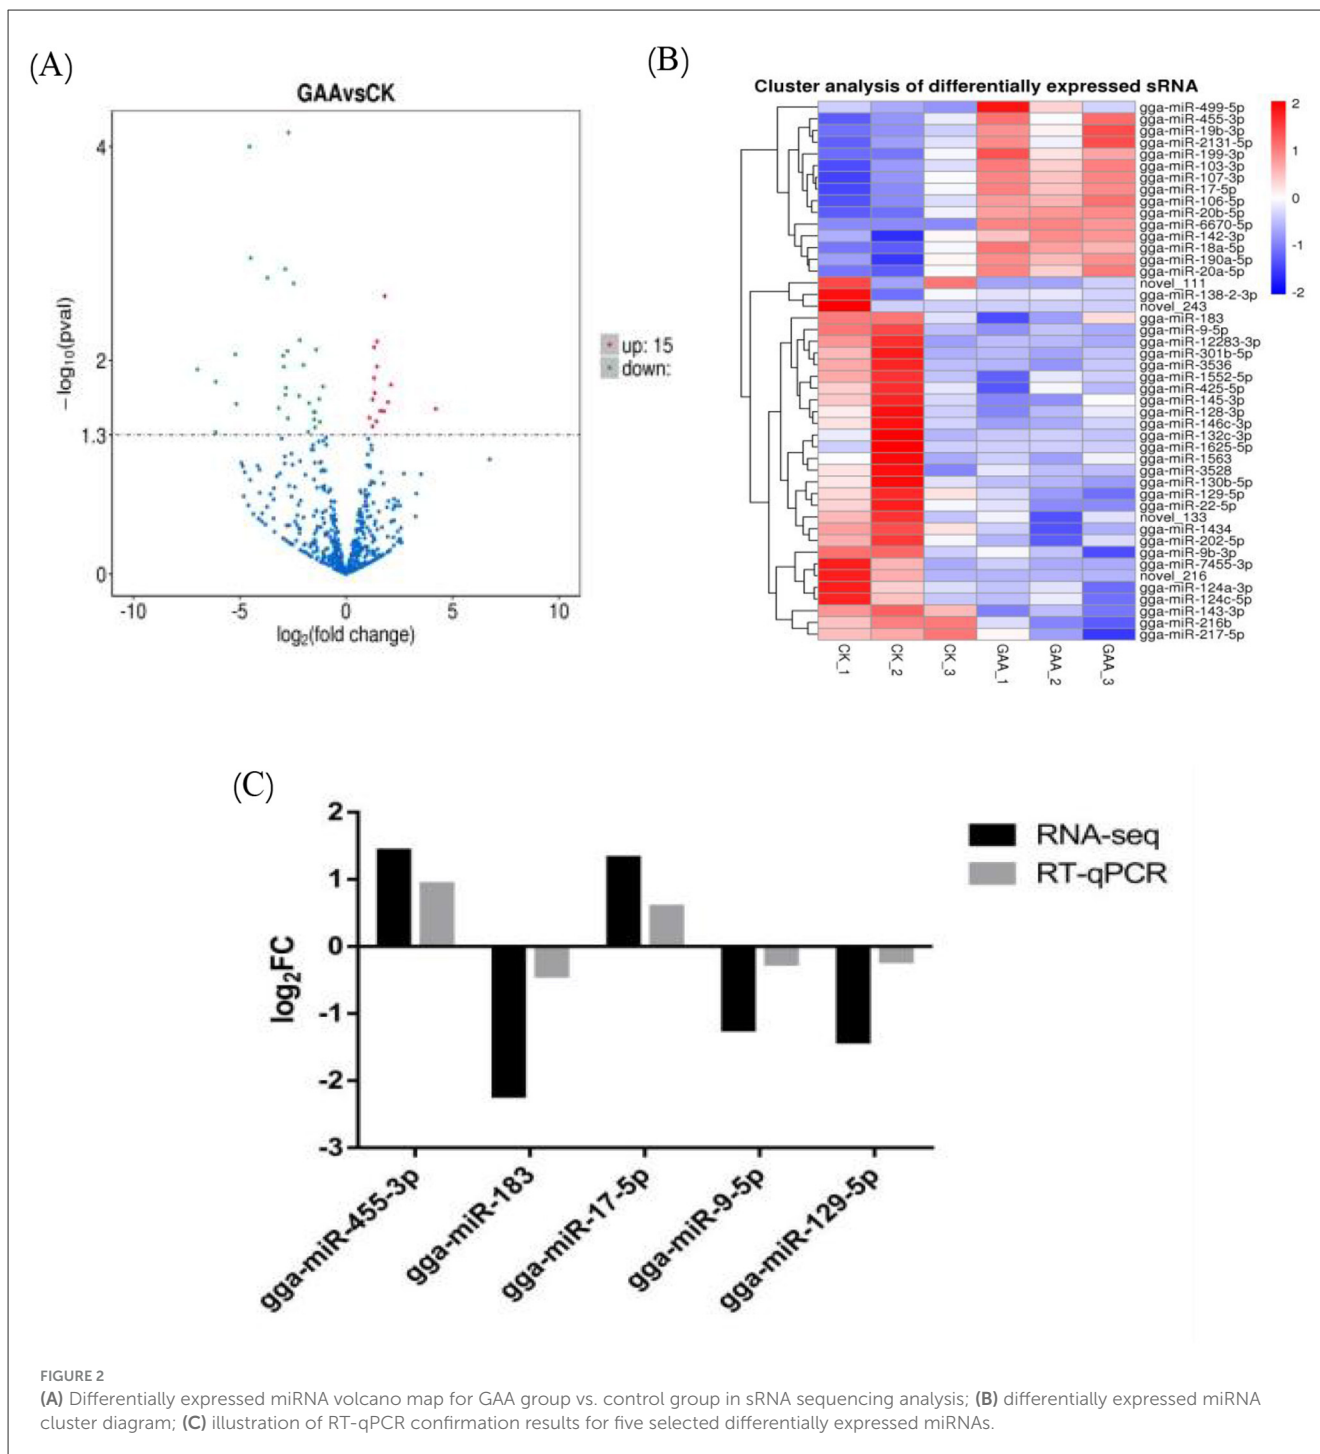 (A)
GAAvsCK
4
2
1.3
0
−log10(pval)
-10
-5
0
5
10
log2(fold change)
up: 15
down:
(B)
Cluster analysis of differentially expressed sRNA
gga-miR-499-5p
gga-miR-455-3p
gga-miR-19b-3p
gga-miR-2131-5p
gga-miR-199-3p
gga-miR-103-3p
gga-miR-107-3p
gga-miR-17-5p
gga-miR-106-5p
gga-miR-20b-5p
gga-miR-6670-5p
gga-miR-142-3p
gga-miR-18a-5p
gga-miR-190a-5p
gga-miR-20a-5p
novel_111
gga-miR-138-2-3p
novel_243
gga-miR-183
gga-miR-9-5p
gga-miR-12283-3p
gga-miR-301b-5p
gga-miR-3536
gga-miR-1552-5p
gga-miR-425-5p
gga-miR-145-3p
gga-miR-128-3p
gga-miR-146c-3p
gga-miR-132c-3p
gga-miR-1625-5p
gga-miR-1563
gga-miR-3528
gga-miR-130b-5p
gga-miR-129-5p
gga-miR-22-5p
novel_133
gga-miR-1434
gga-miR-202-5p
gga-miR-9b-3p
gga-miR-7455-3p
novel_216
gga-miR-124a-3p
gga-miR-124c-5p
gga-miR-143-3p
gga-miR-216b
gga-miR-217-5p
CK_1
CK_2
CK_3
GAA_1
GAA_2
GAA_3
2
1
0
-1
-2
(C)
2
1
0
-1
-2
-3
log2FC
RNA-seq
RT-qPCR
gga-miR-455-3p
gga-miR-183
gga-miR-17-5p
gga-miR-9-5p
gga-miR-129-5p
FIGURE 2
(A) Differentially expressed miRNA volcano map for GAA group vs. control group in sRNA sequencing analysis; (B) differentially expressed miRNA
cluster diagram; (C) illustration of RT-qPCR confirmation results for five selected differentially expressed miRNAs.